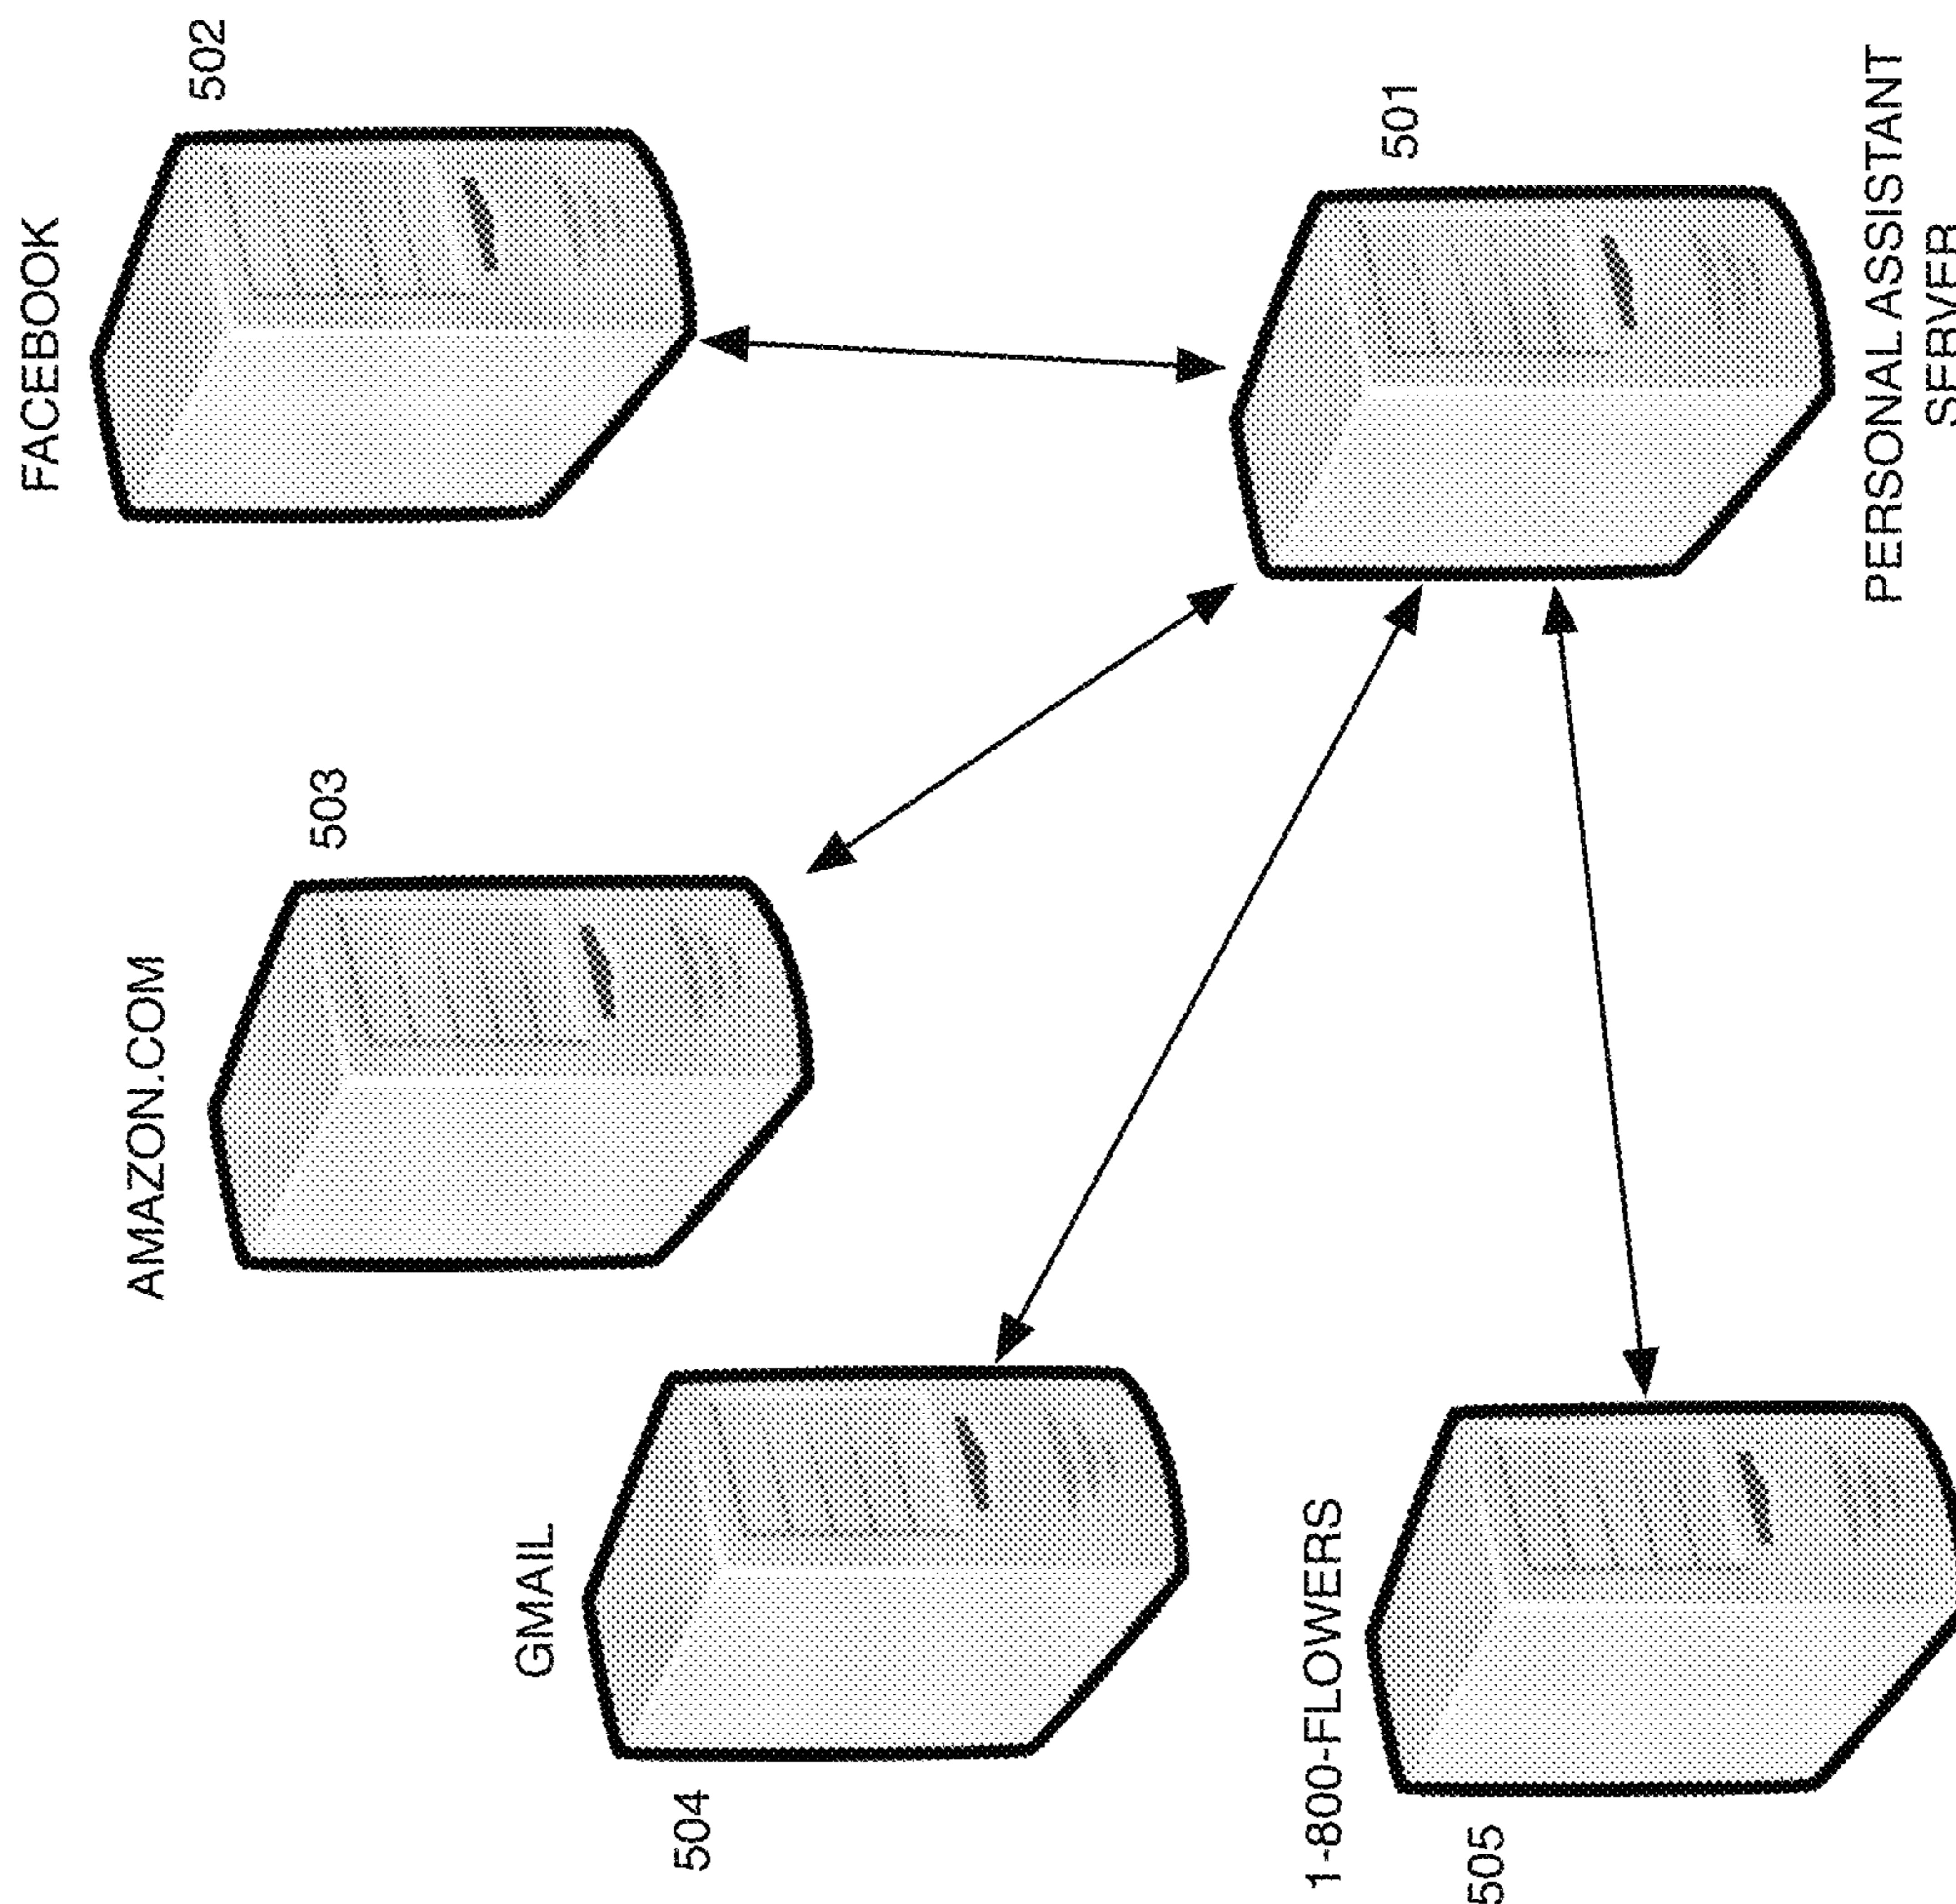 FACEBOOK
502
AMAZON.COM
503
GMAIL
504
1-800-FLOWERS
505
501
PERSONAL ASSISTANT
SERVER